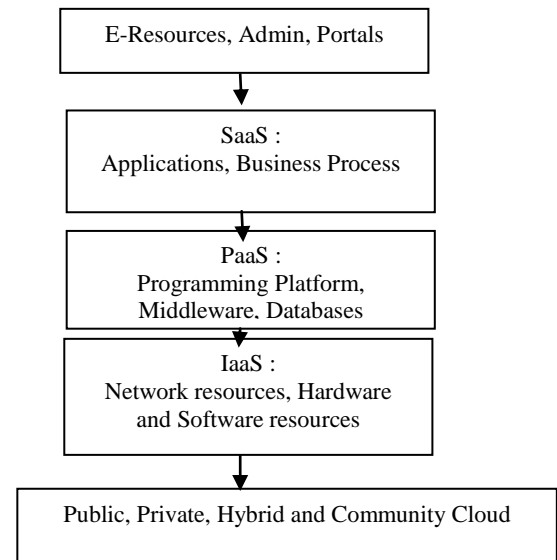 E-Resources, Admin, Portals
SaaS :
Applications, Business Process
PaaS :
Programming Platform,
Middleware, Databases
IaaS :
Network resources, Hardware
and Software resources
Public, Private, Hybrid and Community Cloud